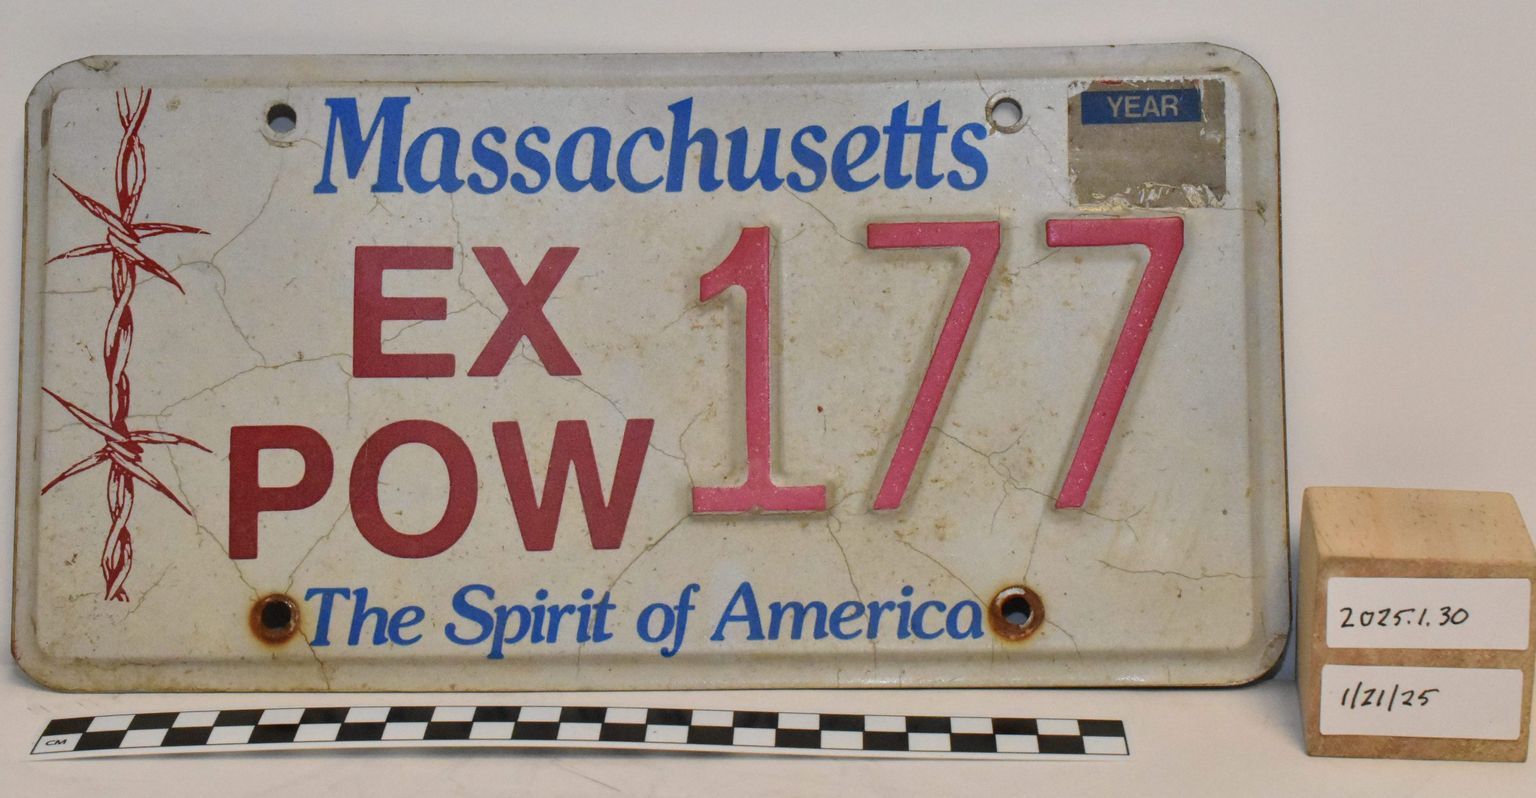 Massachusetts
YEAR
EX
POW
177
The Spirit of America
CM
2025.1.30
1/21/25